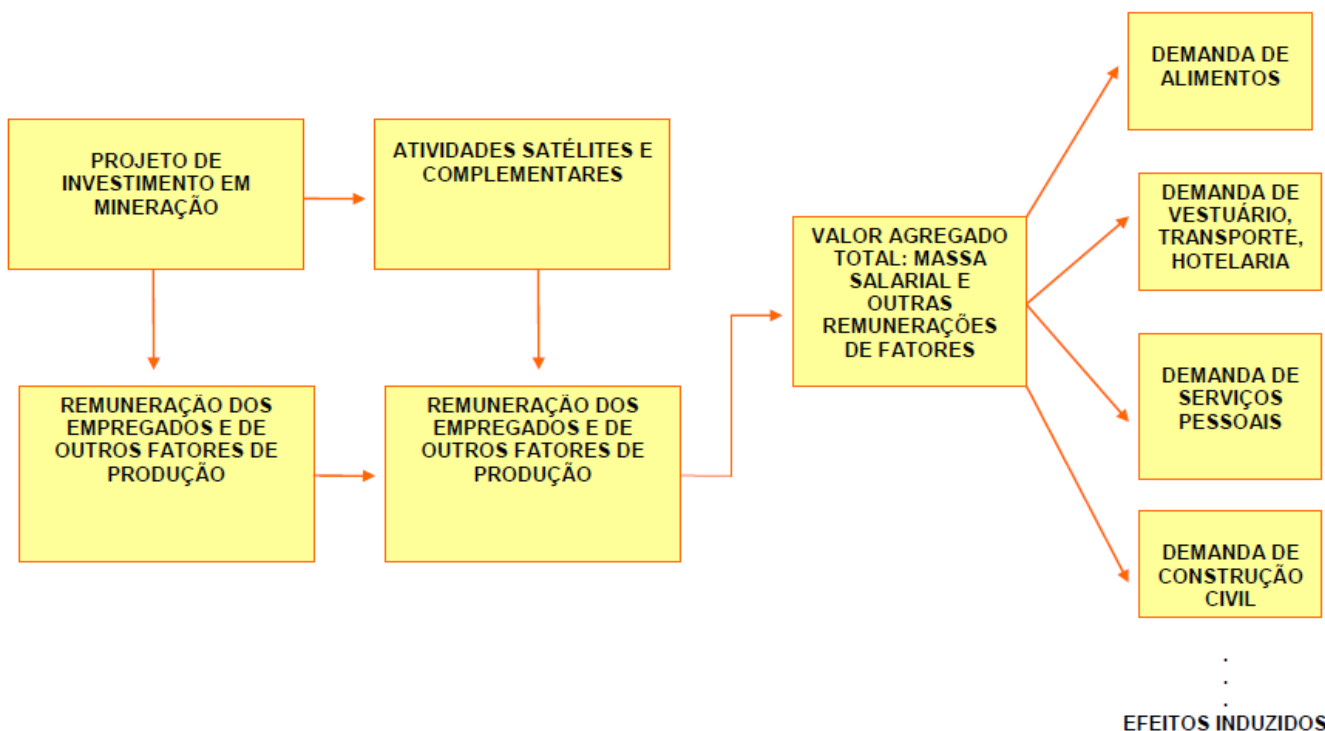 PROJETO DE
INVESTIMENTO EM
MINERAÇÃO
ATIVIDADES SATÉLITES E
COMPLEMENTARES
REMUNERAÇÃO DOS
EMPREGADOS E DE
OUTROS FATORES DE
PRODUÇÃO
REMUNERAÇÃO DOS
EMPREGADOS E DE
OUTROS FATORES DE
PRODUÇÃO
VALOR AGREGADO
TOTAL: MASSA
SALARIAL E
OUTRAS
REMUNERAÇÕES
DE FATORES
DEMANDA DE
ALIMENTOS
DEMANDA DE
VESTUÁRIO,
TRANSPORTE,
HOTELARIA
DEMANDA DE
SERVIÇOS
PESSOAIS
DEMANDA DE
CONSTRUÇÃO
CIVIL
.
.
.
EFEITOS INDUZIDOS